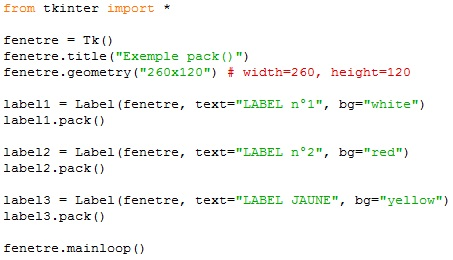 from tkinter import *
fenetre = Tk()
fenetre.title("Exemple pack()")
fenetre.geometry("260x120") # width=260, height=120
label1 = Label(fenetre, text="LABEL n°1", bg="white")
label1.pack()
label2 = Label(fenetre, text="LABEL n°2", bg="red")
label2.pack()
label3 = Label(fenetre, text="LABEL JAUNE", bg="yellow")
label3.pack()
fenetre.mainloop()